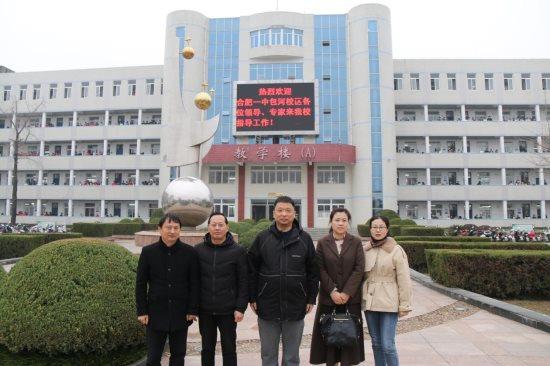 热烈欢迎
合肥一中包河校区各
位领导、专家来我校
指导工作！
教学楼(A)